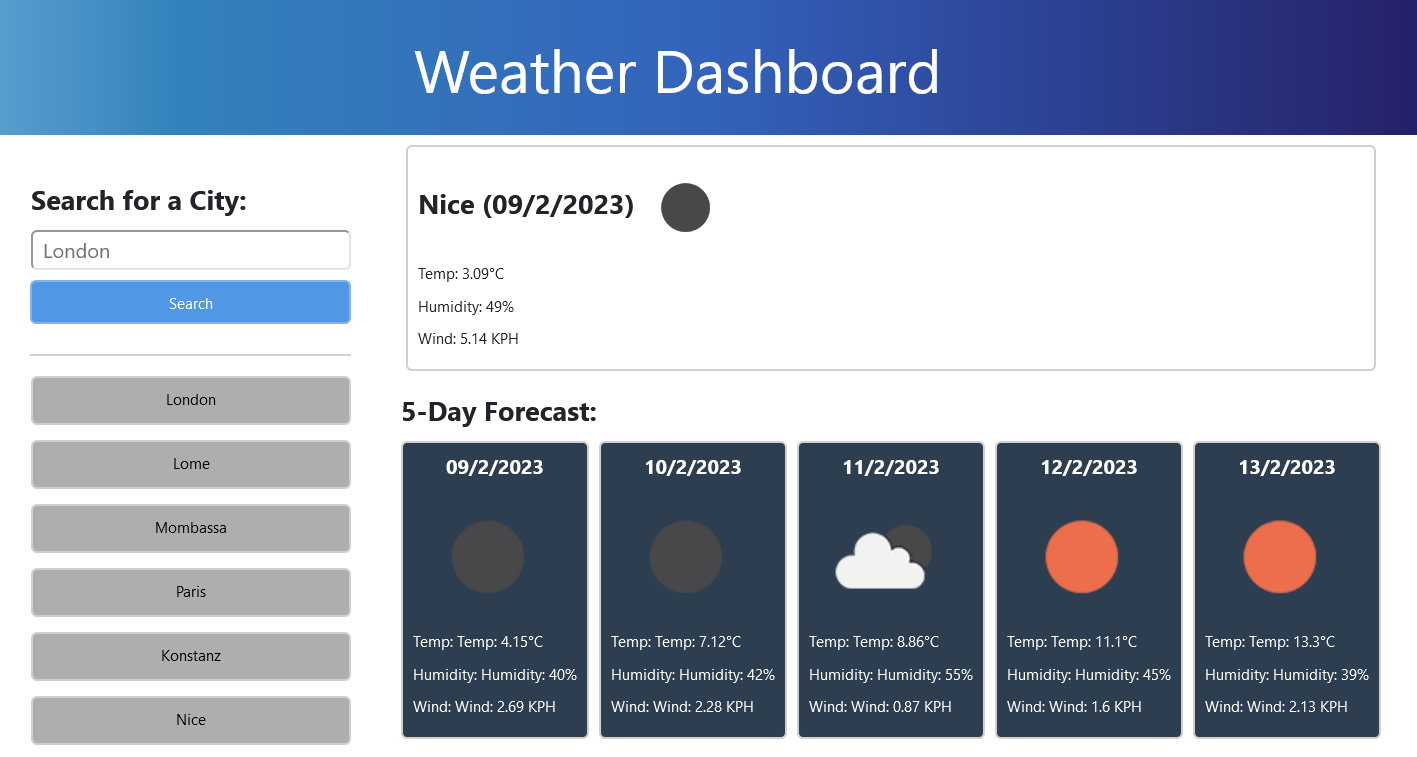 Weather Dashboard
Search for a City:
London
Search
London
Lome
Mombassa
Paris
Konstanz
Nice
Nice (09/2/2023)
Temp: 3.09°C
Humidity: 49%
Wind: 5.14 KPH
5-Day Forecast:
09/2/2023
Temp: Temp: 4.15°C
Humidity: Humidity: 40%
Wind: Wind: 2.69 KPH
10/2/2023
Temp: Temp: 7.12°C
Humidity: Humidity: 42%
Wind: Wind: 2.28 KPH
11/2/2023
Temp: Temp: 8.86°C
Humidity: Humidity: 55%
Wind: Wind: 0.87 KPH
12/2/2023
Temp: Temp: 11.1°C
Humidity: Humidity: 45%
Wind: Wind: 1.6 KPH
13/2/2023
Temp: Temp: 13.3°C
Humidity: Humidity: 39%
Wind: Wind: 2.13 KPH